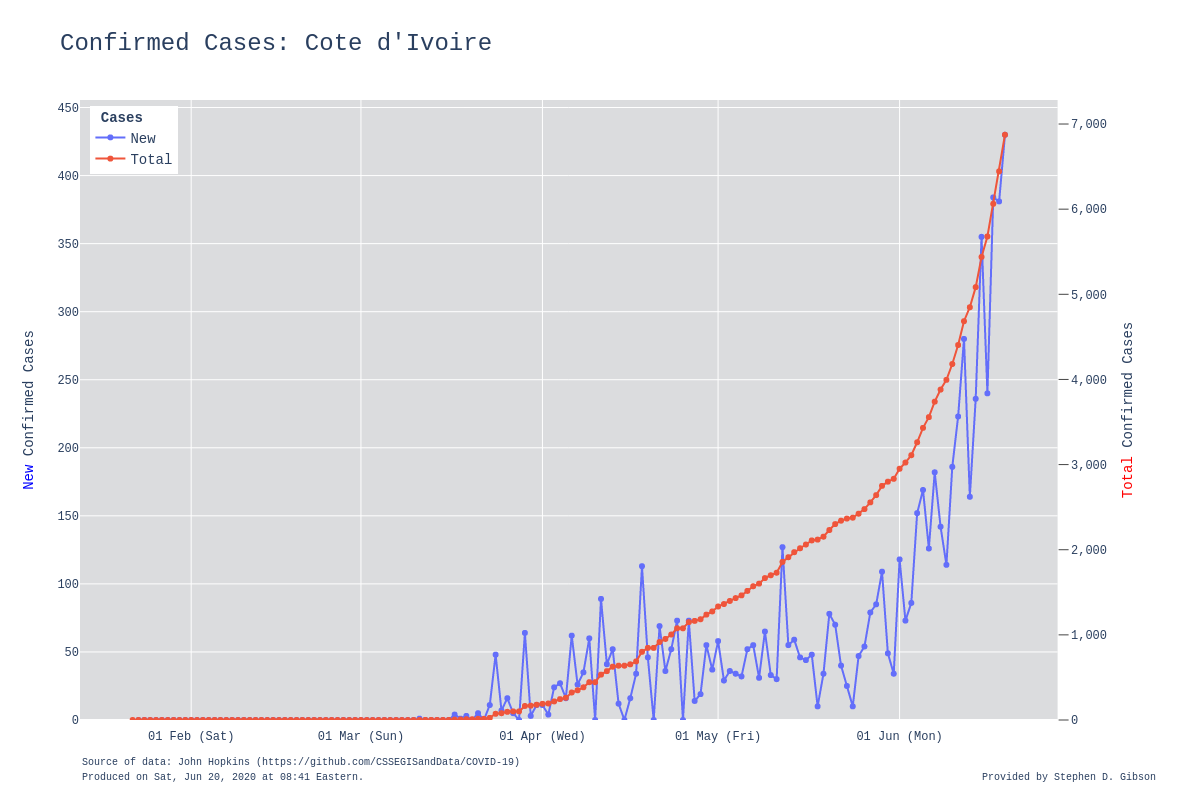 Confirmed Cases: Cote d'Ivoire
Cases
New
Total
450
400
350
300
250
200
150
100
50
0
7,000
6,000
5,000
4,000
3,000
2,000
1,000
0
New Confirmed Cases
Total Confirmed Cases
01 Feb (Sat) 01 Mar (Sun) 01 Apr (Wed) 01 May (Fri) 01 Jun (Mon)
Source of data: John Hopkins (https://github.com/CSSEGISandData/COVID-19)
Produced on Sat, Jun 20, 2020 at 08:41 Eastern.
Provided by Stephen D. Gibson